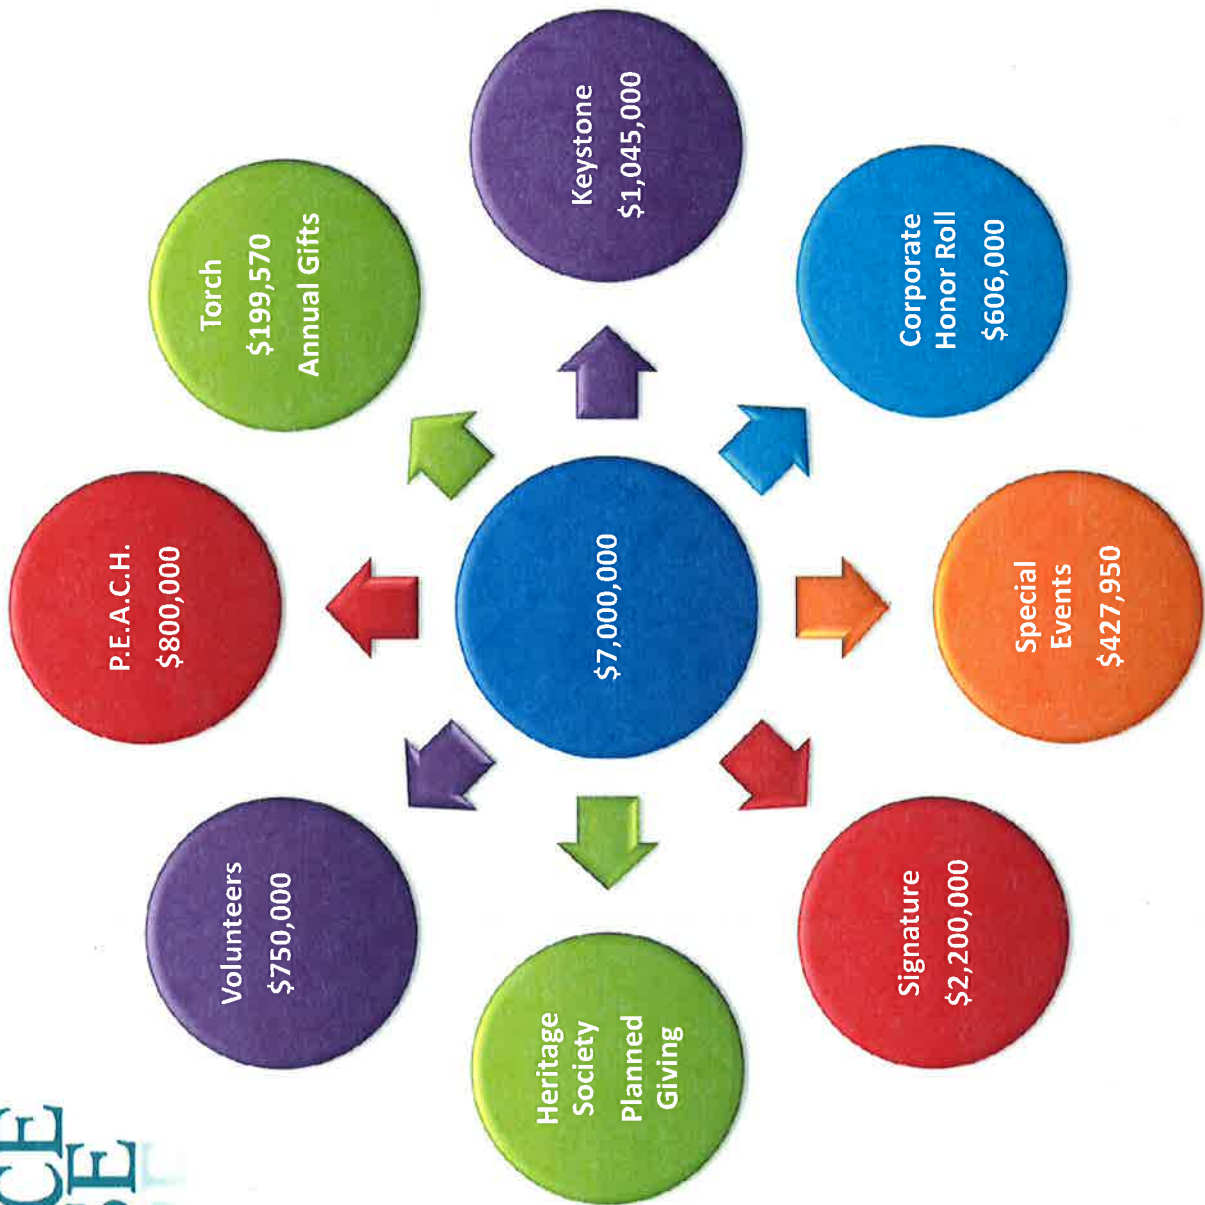 Heritage
Society
Planned
Giving
Signature
$2,200,000
Volunteers
$750,000
Special
Events
$427,950
$7,000,000
P.E.A.C.H.
$800,000
Corporate
Honor Roll
$606,000
Torch
$199,570
Annual Gifts
Keystone
$1,045,000